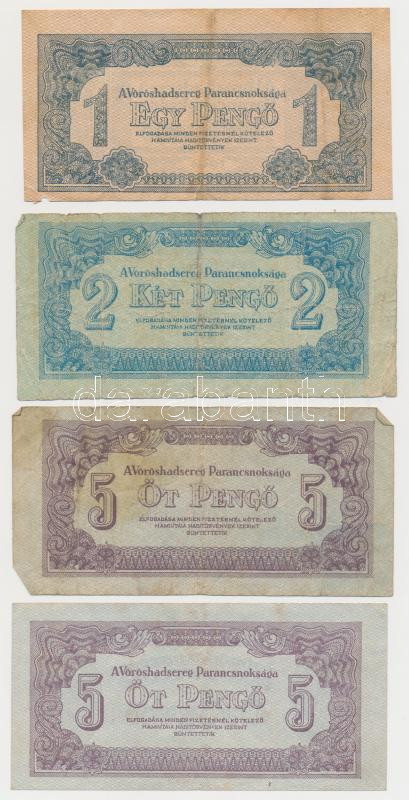 A Vöröshadsereg Parancsnoksága
1 EGY PENGŐ 1
ELFOGADÁSA MINDEN FIZETÉSNÉL KÖTELEZŐ
HAMISÍTÁSA HADITÖRVÉNYEK SZERINT
BÜNTETTETIK
A Vöröshadsereg Parancsnoksága
2 KÉT PENGŐ 2
ELFOGADÁSA MINDEN FIZETÉSNÉL KÖTELEZŐ
HAMISÍTÁSA HADITÖRVÉNYEK SZERINT
BÜNTETTETIK
darabanth
A Vöröshadsereg Parancsnoksága
5 ÖT PENGŐ 5
ELFOGADÁSA MINDEN FIZETÉSNÉL KÖTELEZŐ
HAMISÍTÁSA HADITÖRVÉNYEK SZERINT
BÜNTETTETIK
A Vöröshadsereg Parancsnoksága
5 ÖT PENGŐ 5
ELFOGADÁSA MINDEN FIZETÉSNÉL KÖTELEZŐ
HAMISÍTÁSA HADITÖRVÉNYEK SZERINT
BÜNTETTETIK